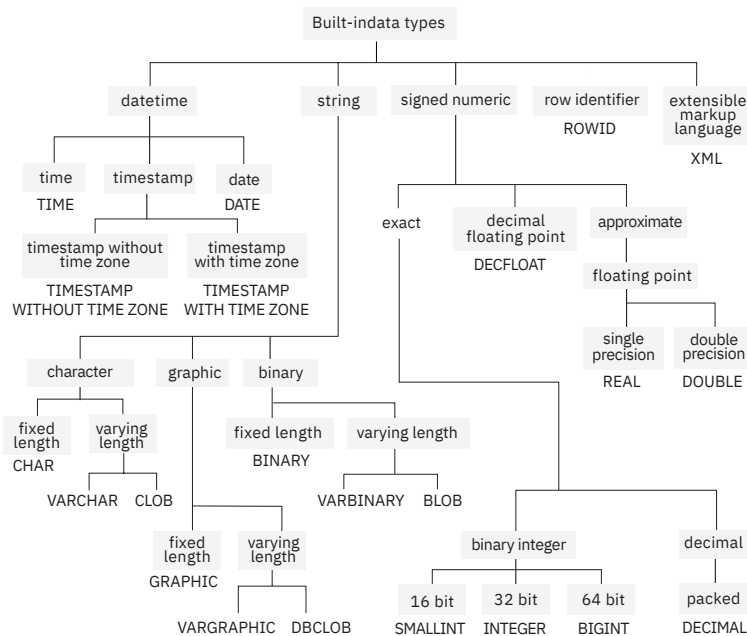 Built-indata types
datetime
string
signed numeric
row identifier
ROWID
extensible
markup
language
XML
time
TIME
timestamp
date
DATE
timestamp without
time zone
TIMESTAMP
WITHOUT TIME ZONE
timestamp
with time zone
TIMESTAMP
WITH TIME ZONE
exact
decimal
floating point
DECFLOAT
approximate
floating point
single
precision
REAL
double
precision
DOUBLE
character
graphic
binary
fixed
length
CHAR
varying
length
VARCHAR
CLOB
fixed length
BINARY
varying length
VARBINARY
BLOB
fixed
length
GRAPHIC
varying
length
VARGRAPHIC
DBCLOB
binary integer
decimal
16 bit
SMALLINT
32 bit
INTEGER
64 bit
BIGINT
packed
DECIMAL